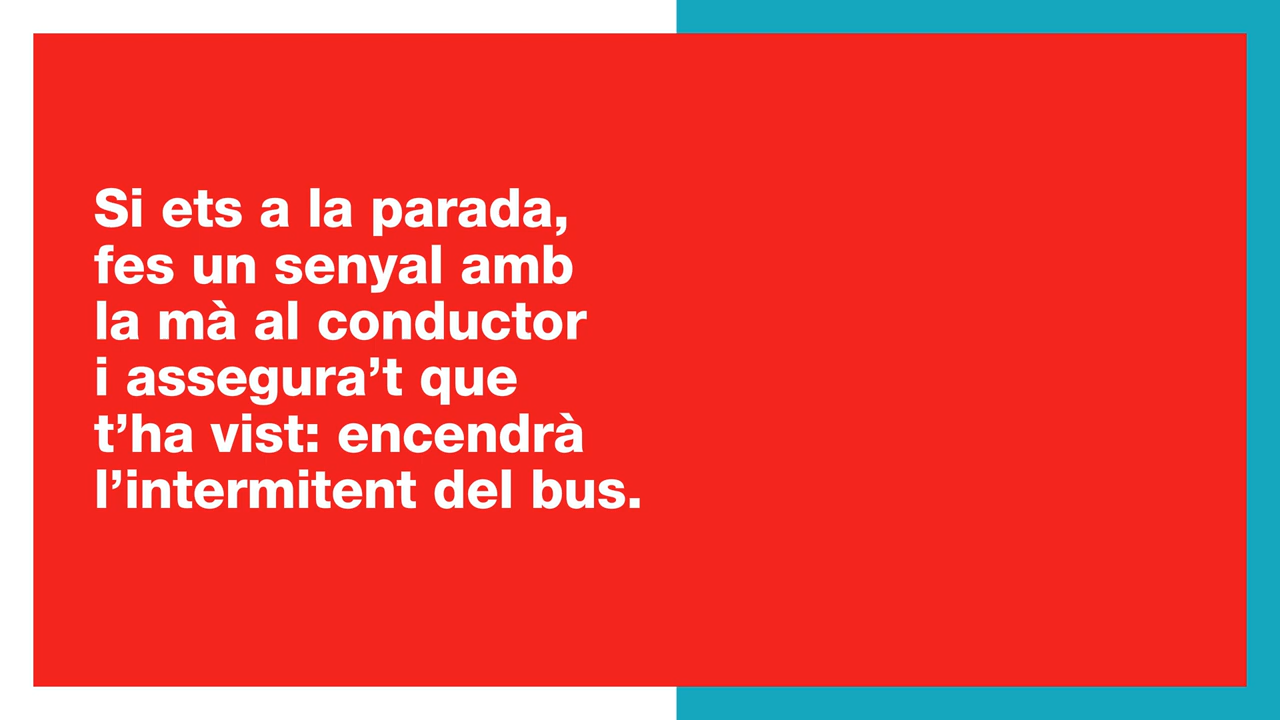 Si ets a la parada,
fes un senyal amb
la mà al conductor
i assegura’t que
t’ha vist: encendrà
l’intermitent del bus.